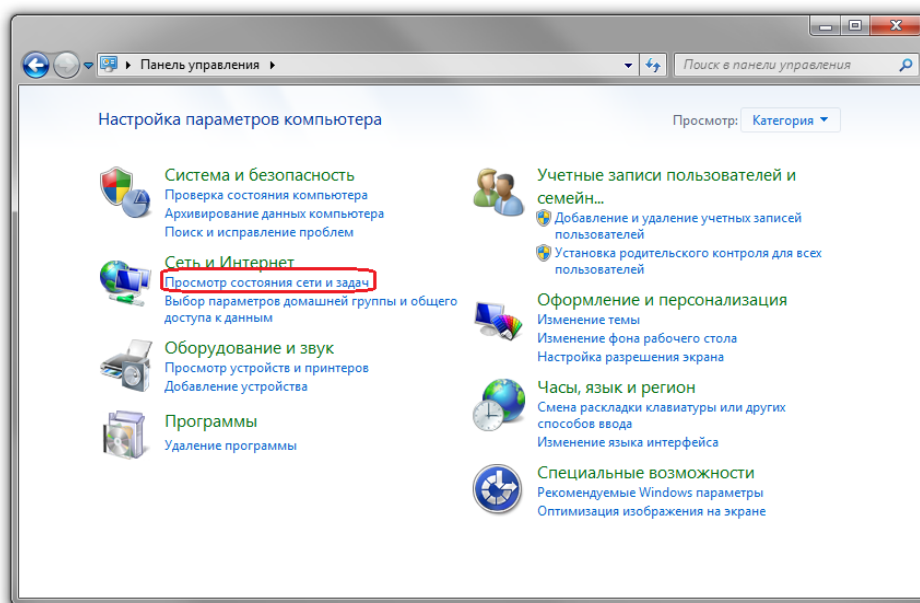 Панель управления
Поиск в панели управления
Настройка параметров компьютера
Просмотр: Категория
Система и безопасность
Проверка состояния компьютера
Архивирование данных компьютера
Поиск и исправление проблем
Сеть и Интернет
Просмотр состояния сети и задач
Выбор параметров домашней группы и общего
доступа к данным
Оборудование и звук
Просмотр устройств и принтеров
Добавление устройства
Программы
Удаление программы
Учетные записи пользователей и
семейн...
Добавление и удаление учетных записей
пользователей
Установка родительского контроля для всех
пользователей
Оформление и персонализация
Изменение темы
Изменение фона рабочего стола
Настройка разрешения экрана
Часы, язык и регион
Смена раскладки клавиатуры или других
способов ввода
Изменение языка интерфейса
Специальные возможности
Рекомендуемые Windows параметры
Оптимизация изображения на экране